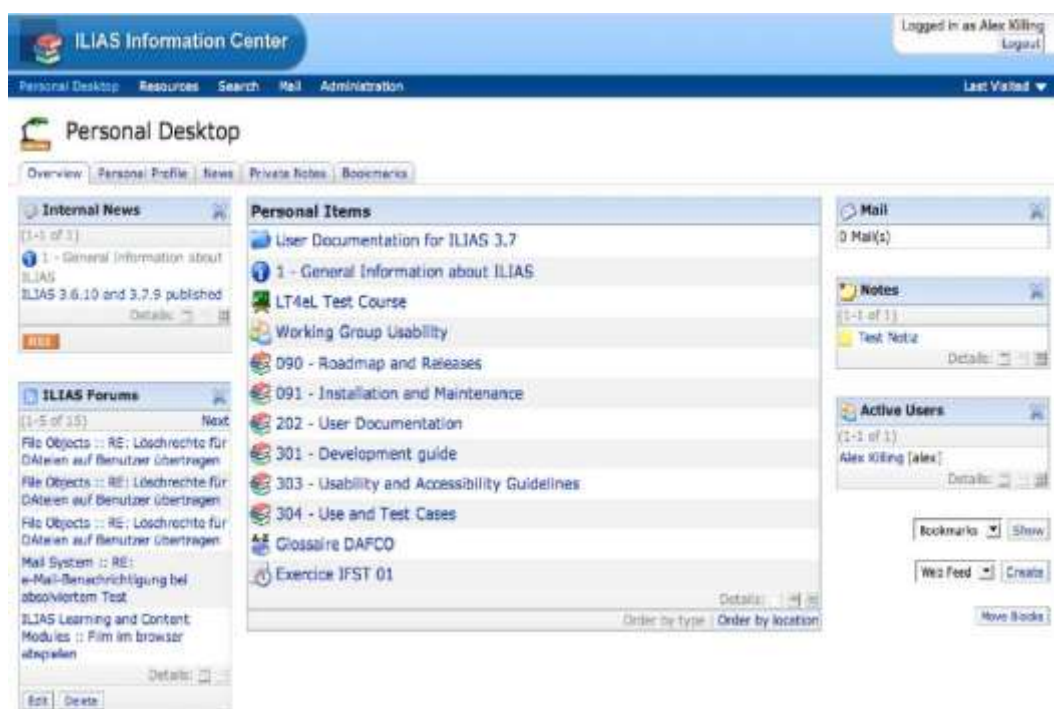 ILIAS Information Center
Logged in as Alex Killing
Logout
Personal Desktop Resources Search Mail Administration
Last Visited
Personal Desktop
Overview Personal Profile News Private Notes Bookmarks
Internal News
(1-1 of 1)
1 - General Information about
ILIAS
ILIAS 3.6.10 and 3.7.9 published
Details:
RSS
ILIAS Forums
(1-5 of 15) Next
File Objects :: RE: Löschrechte für
DAteien auf Benutzer übertragen
File Objects :: RE: Löschrechte für
DAteien auf Benutzer übertragen
File Objects :: RE: Löschrechte für
DAteien auf Benutzer übertragen
Mail System :: RE:
e-Mail-Benachrichtigung bei
absolviertem Test
ILIAS Learning and Content
Modules :: Film im browser
abspielen
Details:
Edit Delete
Personal Items
User Documentation for ILIAS 3.7
1 - General Information about ILIAS
LT4eL Test Course
Working Group Usability
090 - Roadmap and Releases
091 - Installation and Maintenance
202 - User Documentation
301 - Development guide
303 - Usability and Accessibility Guidelines
304 - Use and Test Cases
Glossaire DAFCO
Exercice IFST 01
Details:
Order by type Order by location
Mail
0 Mail(s)
Notes
(1-1 of 1)
Test Notiz
Details:
Active Users
(1-1 of 1)
Alex Killing [alex]
Details:
Bookmarks Show
Web Feed Create
Move Blocks